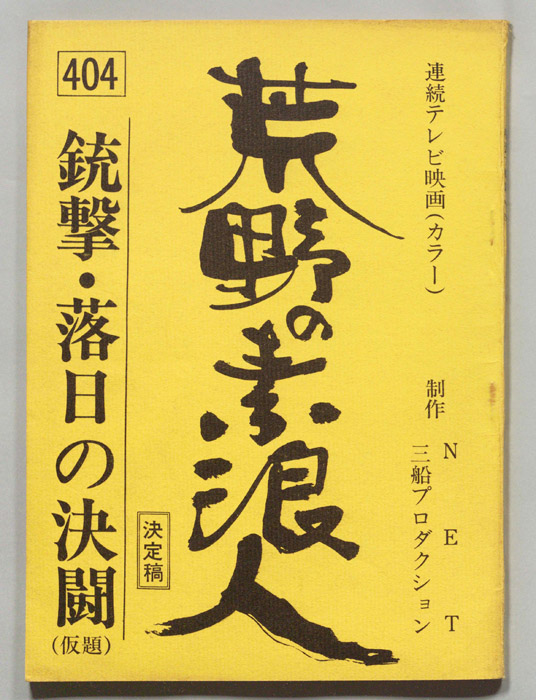 連続テレビ映画(カラー)
制作 NET
三船プロダクション
荒野の素浪人
決定稿
404
銃撃・落日の決闘
(仮題)